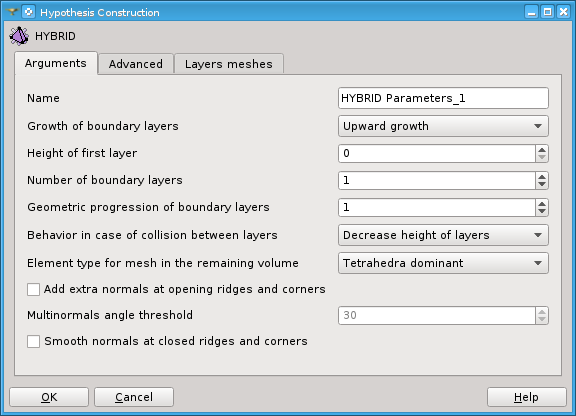 Hypothesis Construction
HYBRID
Arguments Advanced Layers meshes
Name HYBRID Parameters_1
Growth of boundary layers Upward growth
Height of first layer 0
Number of boundary layers 1
Geometric progression of boundary layers 1
Behavior in case of collision between layers Decrease height of layers
Element type for mesh in the remaining volume Tetrahedra dominant
Add extra normals at opening ridges and corners
Multinormals angle threshold 30
Smooth normals at closed ridges and corners
OK Cancel Help